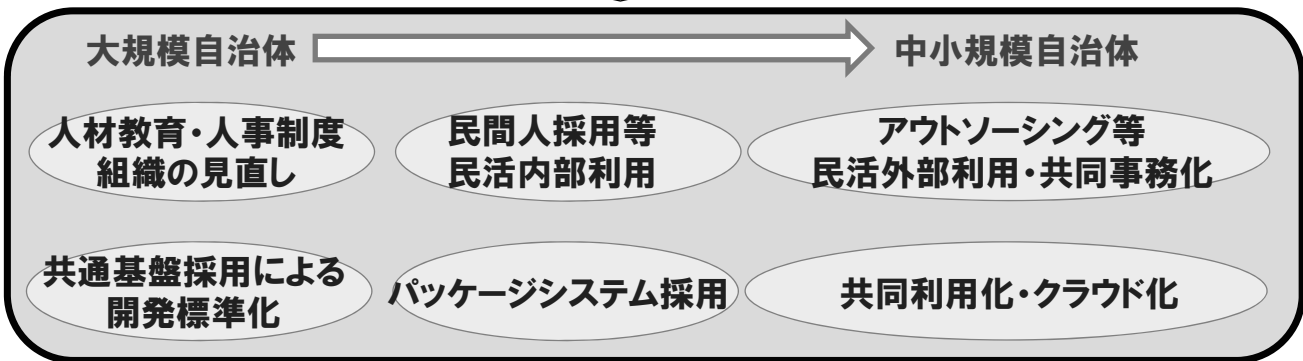 大規模自治体
中小規模自治体
人材教育・人事制度
組織の見直し
民間人採用等
民活内部利用
アウトソーシング等
民活外部利用・共同事務化
共通基盤採用による
開発標準化
パッケージシステム採用
共同利用化・クラウド化